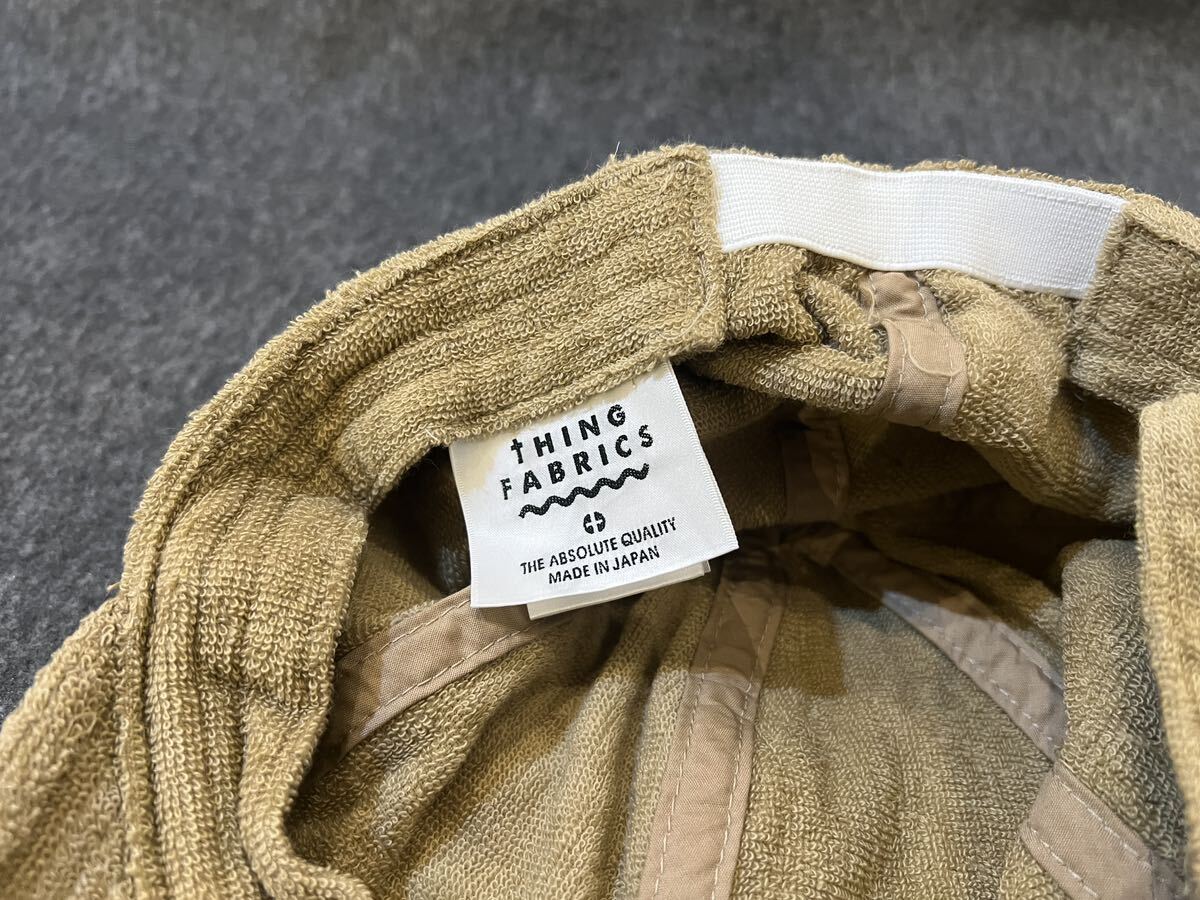 tHING
FABRICS
THE ABSOLUTE QUALITY
MADE IN JAPAN